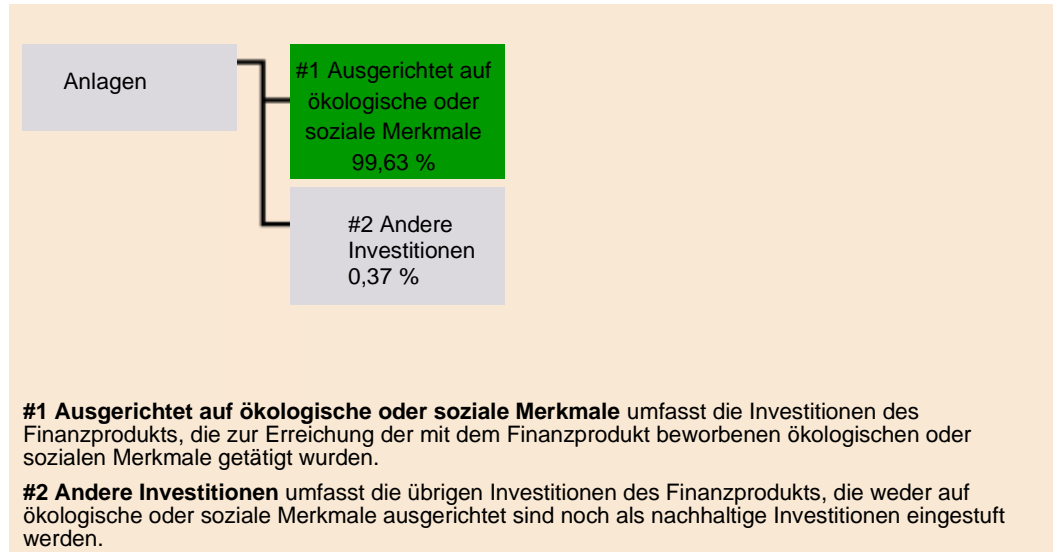 Anlagen
#1 Ausgerichtet auf
ökologische oder
soziale Merkmale
99,63 %
#2 Andere
Investitionen
0,37 %
#1 Ausgerichtet auf ökologische oder soziale Merkmale umfasst die Investitionen des
Finanzprodukts, die zur Erreichung der mit dem Finanzprodukt beworbenen ökologischen oder
sozialen Merkmale getätigt wurden.
#2 Andere Investitionen umfasst die übrigen Investitionen des Finanzprodukts, die weder auf
ökologische oder soziale Merkmale ausgerichtet sind noch als nachhaltige Investitionen eingestuft
werden.